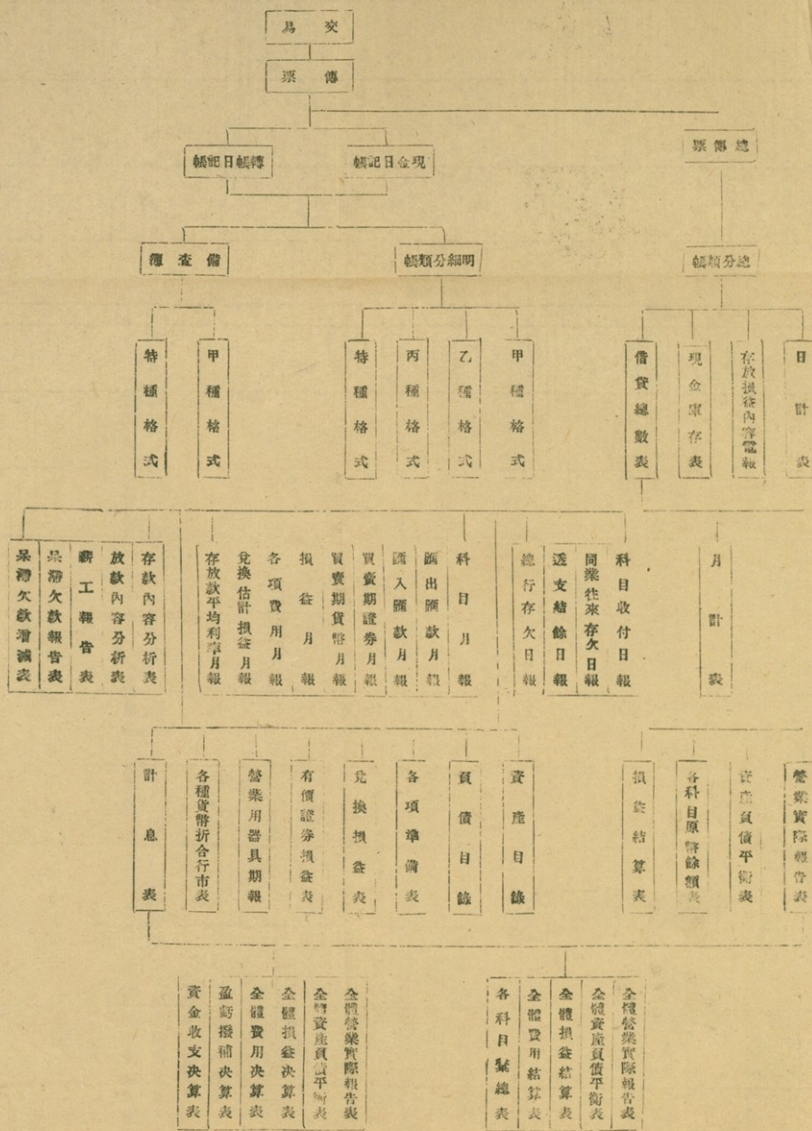 交易
傳票
總傳票
現金日記帳
轉帳日記帳
總分類帳
明細分類帳
備查簿
日計表
存放損益內容電報
現金庫存表
借貸總數表
甲種格式
乙種格式
丙種格式
特種格式
甲種格式
特種格式
月計表
科目收付日報
同業往來存欠日報
透支結餘日報
總行存欠日報
科目月報
匯出匯款月報
匯入匯款月報
買賣期證券月報
買賣期貨幣月報
損益月報
各項費用月報
兌換估計損益月報
存放款平均利率月報
存款內容分析表
放款內容分析表
薪工報告表
呆滯欠款報告表
呆滯欠款增減表
營業實際報告表
資產負債平衡表
各科目原幣餘額表
損益結算表
資產目錄
負債目錄
各項準備表
兌換損益表
有價證券損益表
營業用器具期報
各種貨幣折合行市表
計息表
全體營業實際報告表
全體資產負債平衡表
全體損益結算表
全體費用結算表
各科目彙總表
全體營業實際報告表
全體資產負債平衡表
全體損益決算表
全體費用決算表
盈虧撥補決算表
資金收支決算表